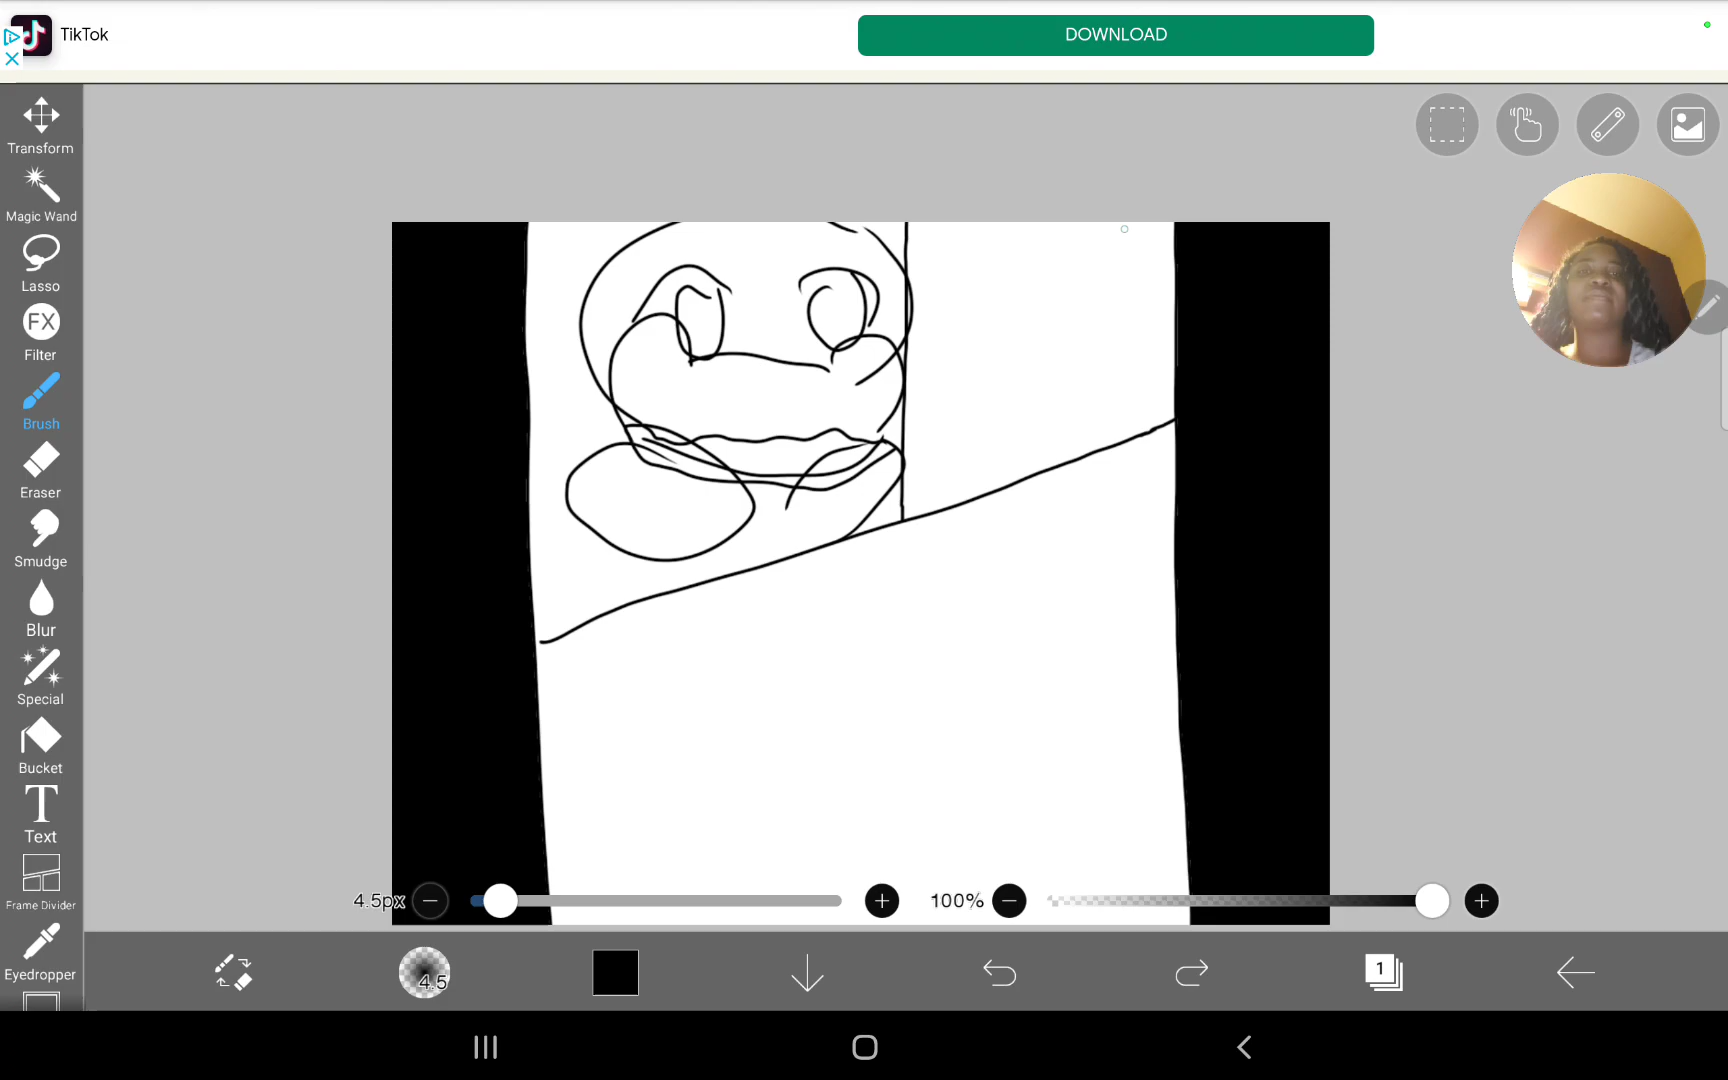 TikTok
DOWNLOAD
Transform
Magic Wand
Lasso
FX
Filter
Brush
Eraser
Smudge
Blur
Special
Bucket
T
Text
Frame Divider
Eyedropper
4.5px
100%
4.5
1